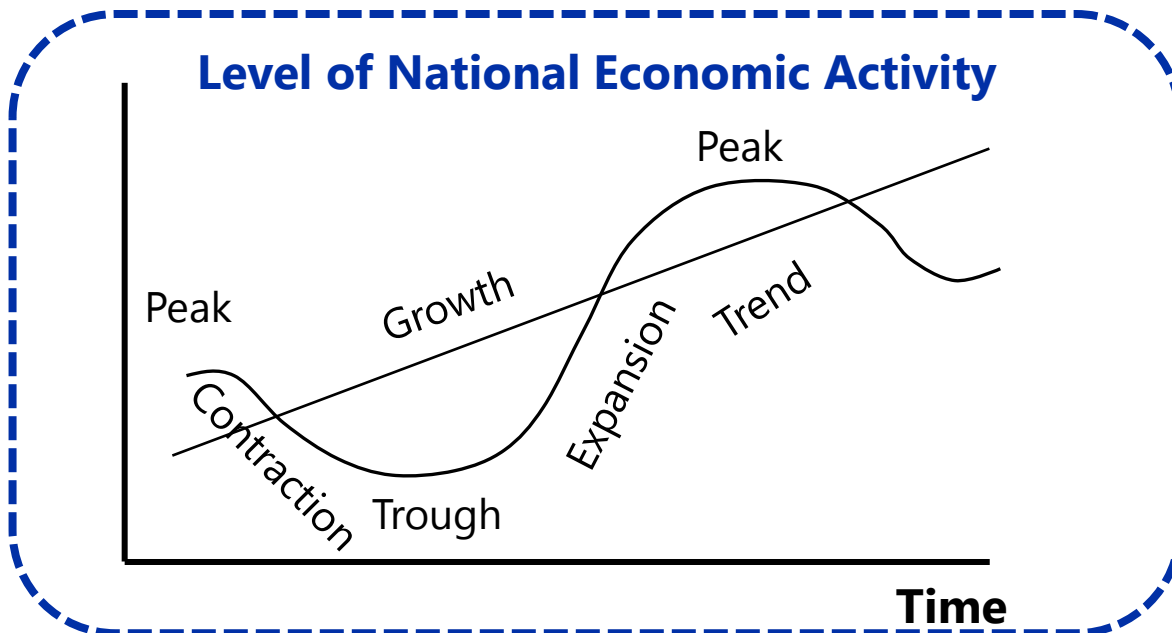 Level of National Economic Activity
Peak
Peak
Growth
Trend
Expansion
Contraction
Trough
Time